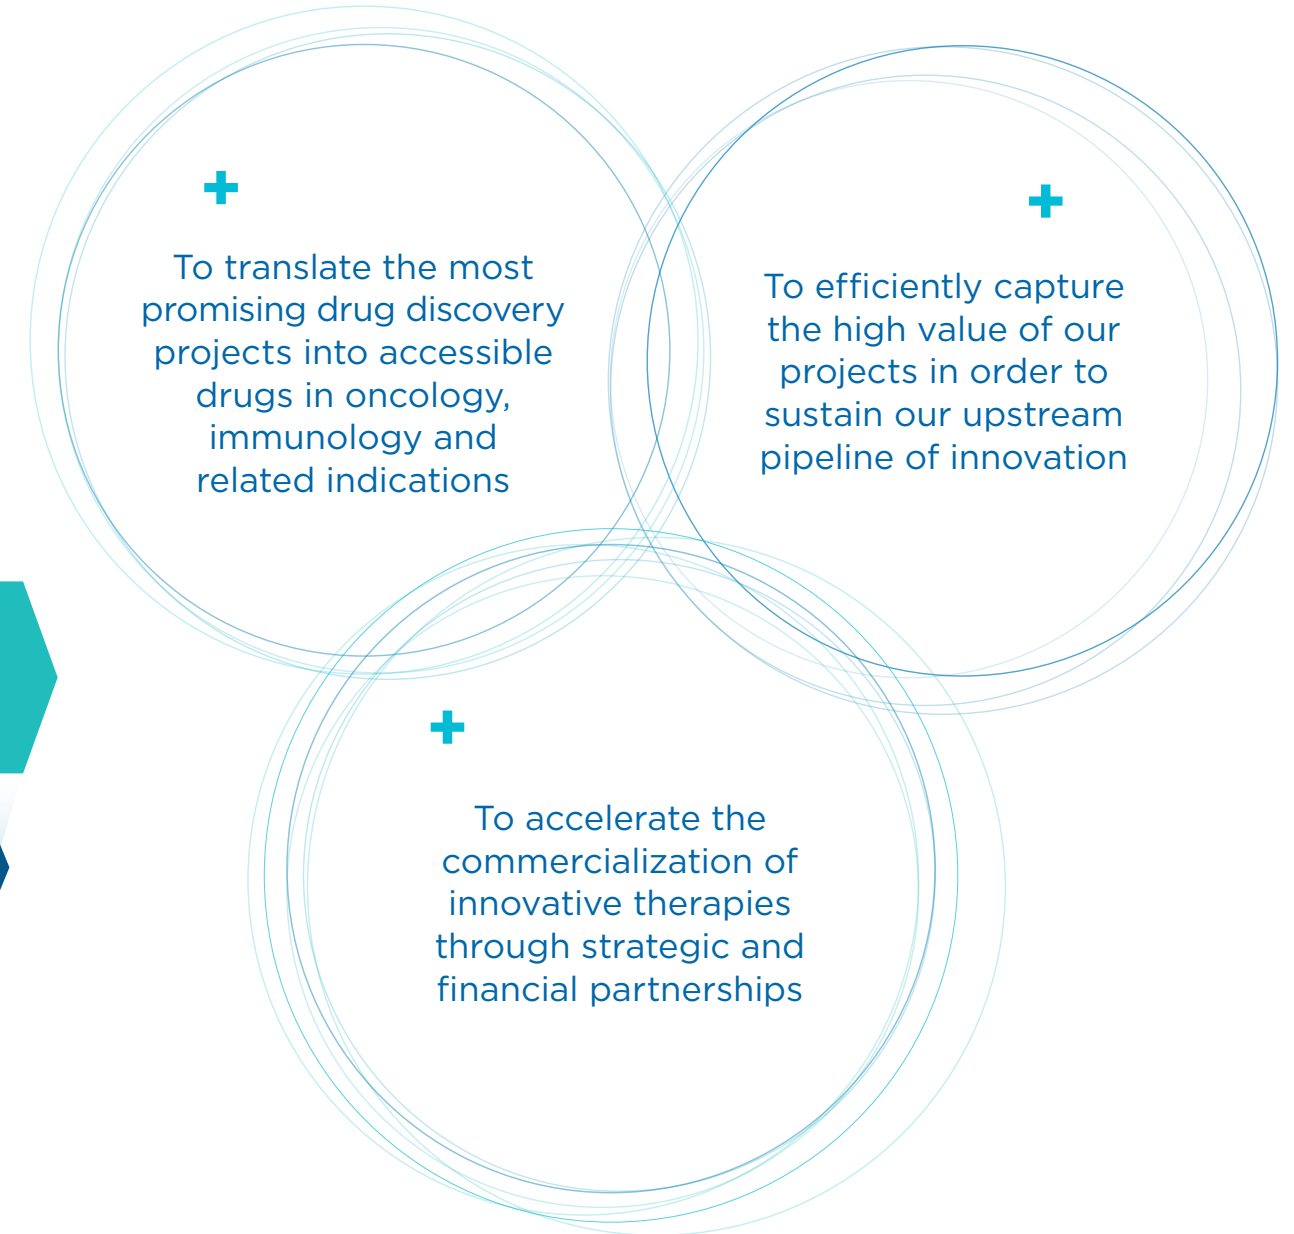 To translate the most
promising drug discovery
projects into accessible
drugs in oncology,
immunology and
related indications
To efficiently capture
the high value of our
projects in order to
sustain our upstream
pipeline of innovation
To accelerate the
commercialization of
innovative therapies
through strategic and
financial partnerships